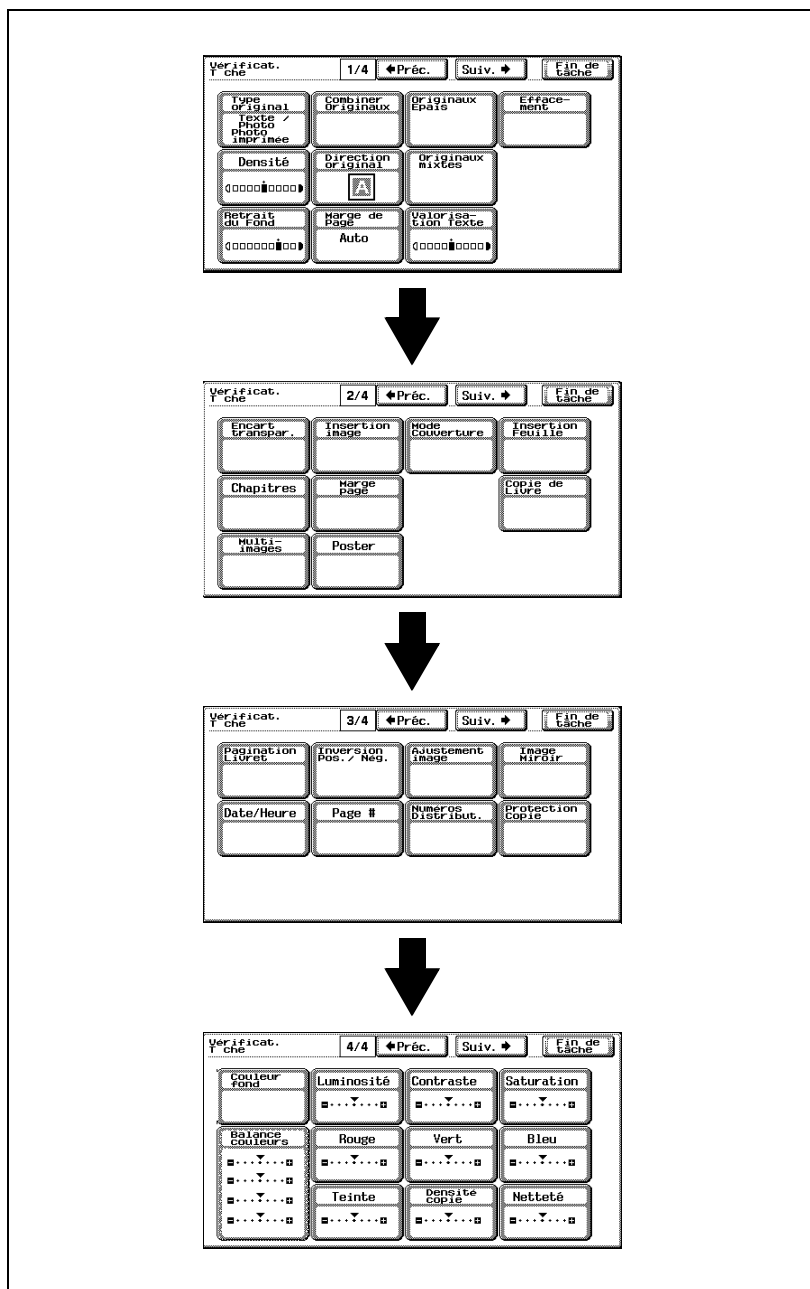 Vérificat.
T che
1/4
Préc.
Suiv.
Fin de
tâche
Type
original
Texte /
Photo
Photo
imprimée
Combiner
Originaux
Originaux
Epais
Efface-
ment
Densité
Direction
original
A
Originaux
mixtes
Retrait
du Fond
Marge de
Page
Auto
Valorisa-
tion Texte
Vérificat.
T che
2/4
Préc.
Suiv.
Fin de
tâche
Encart
transpar.
Insertion
image
Mode
Couverture
Insertion
Feuille
Chapitres
Marge
page
Copie de
Livre
Multi-
images
Poster
Vérificat.
T che
3/4
Préc.
Suiv.
Fin de
tâche
Pagination
Livret
Inversion
Pos./ Nég.
Ajustement
image
Image
Miroir
Date/Heure
Page #
Numéros
Distribut.
Protection
Copie
Vérificat.
T che
4/4
Préc.
Suiv.
Fin de
tâche
Couleur
fond
Luminosité
Contraste
Saturation
Balance
couleurs
Rouge
Vert
Bleu
Teinte
Densité
copie
Netteté